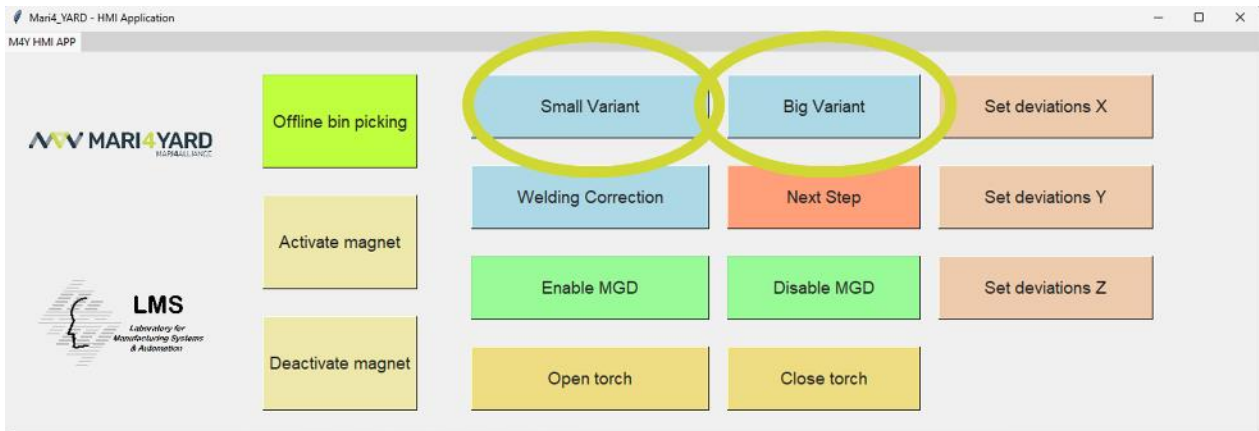 Mari4_YARD - HMI Application
M4Y HMI APP
MARI4YARD
MARI4ALLIANCE
LMS
Laboratory for
Manufacturing Systems
& Automation
Offline bin picking
Activate magnet
Deactivate magnet
Small Variant
Big Variant
Set deviations X
Welding Correction
Next Step
Set deviations Y
Enable MGD
Disable MGD
Set deviations Z
Open torch
Close torch